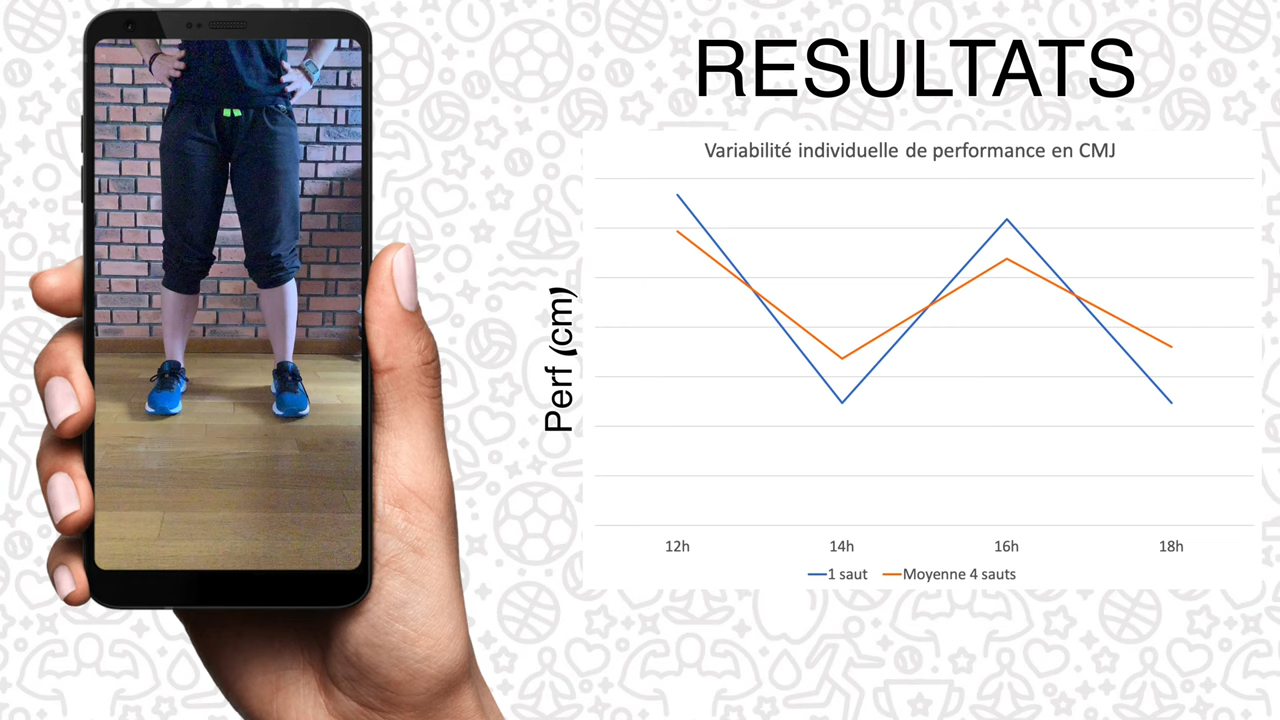 RESULTATS
Variabilité individuelle de performance en CMJ
Perf (cm)
12h 14h 16h 18h
1 saut Moyenne 4 sauts